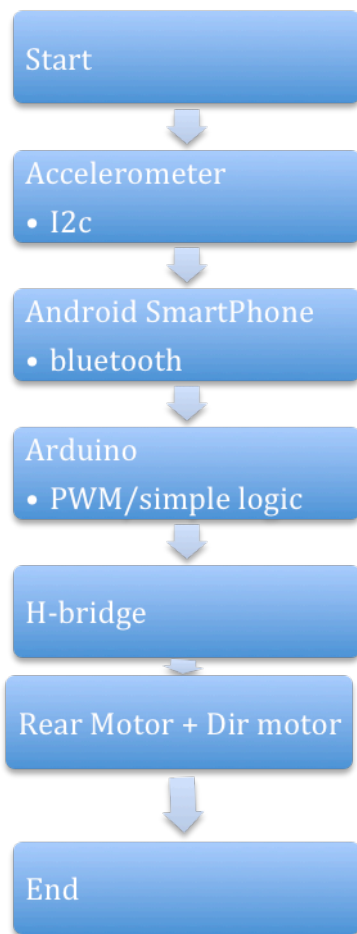 Start
Accelerometer
• I2c
Android SmartPhone
• bluetooth
Arduino
• PWM/simple logic
H-bridge
Rear Motor + Dir motor
End